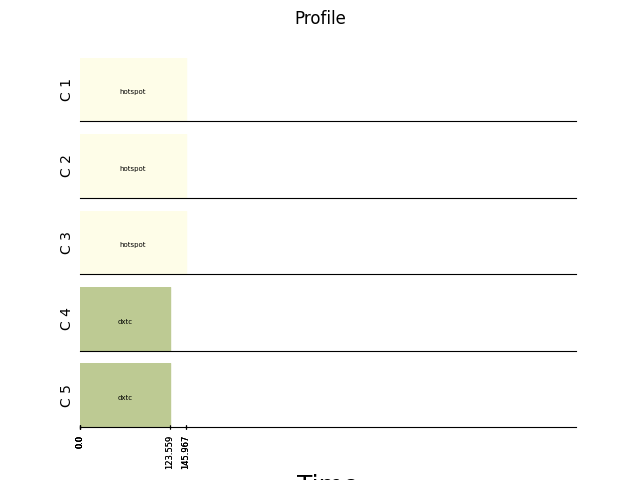 Profile
C 1
hotspot
C 2
hotspot
C 3
hotspot
C 4
dxtc
C 5
dxtc
0.0
123.559
145.967
Time